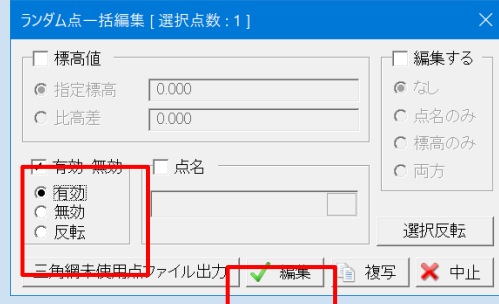 ランダム点一括編集 [ 選択点数 : 1 ]
標高値
指定標高 0.000
比高差 0.000
編集する
なし
点名のみ
標高のみ
両方
有効 無効
有効
無効
反転
点名
選択反転
三角網未使用点ファイル出力 編集 複写 中止